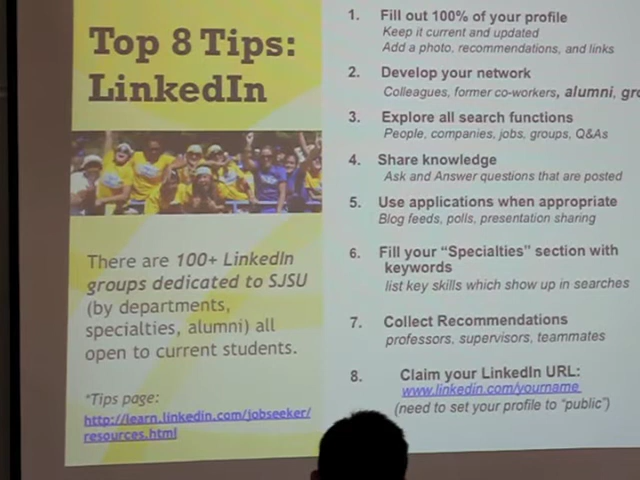 Top 8 Tips:
LinkedIn
There are 100+ LinkedIn
groups dedicated to SJSU
(by departments,
specialties, alumni) all
open to current students.
*Tips page:
http://learn.linkedin.com/jobseeker/
resources.html
1. Fill out 100% of your profile
Keep it current and updated
Add a photo, recommendations, and links
2. Develop your network
Colleagues, former co-workers, alumni, gro
3. Explore all search functions
People, companies, jobs, groups, Q&As
4. Share knowledge
Ask and Answer questions that are posted
5. Use applications when appropriate
Blog feeds, polls, presentation sharing
6. Fill your “Specialties” section with
keywords
list key skills which show up in searches
7. Collect Recommendations
professors, supervisors, teammates
8. Claim your LinkedIn URL:
www.linkedin.com/yourname
(need to set your profile to “public”)